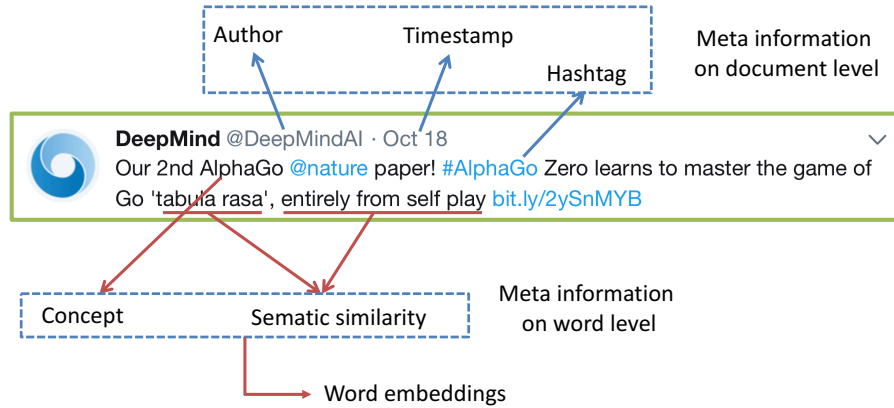 Author Timestamp Meta information
Hashtag on document level
DeepMind @DeepMindAI · Oct 18
Our 2nd AlphaGo @nature paper! #AlphaGo Zero learns to master the game of
Go 'tabula rasa', entirely from self play bit.ly/2ySnMYB
Concept Sematic similarity Meta information
on word level
Word embeddings